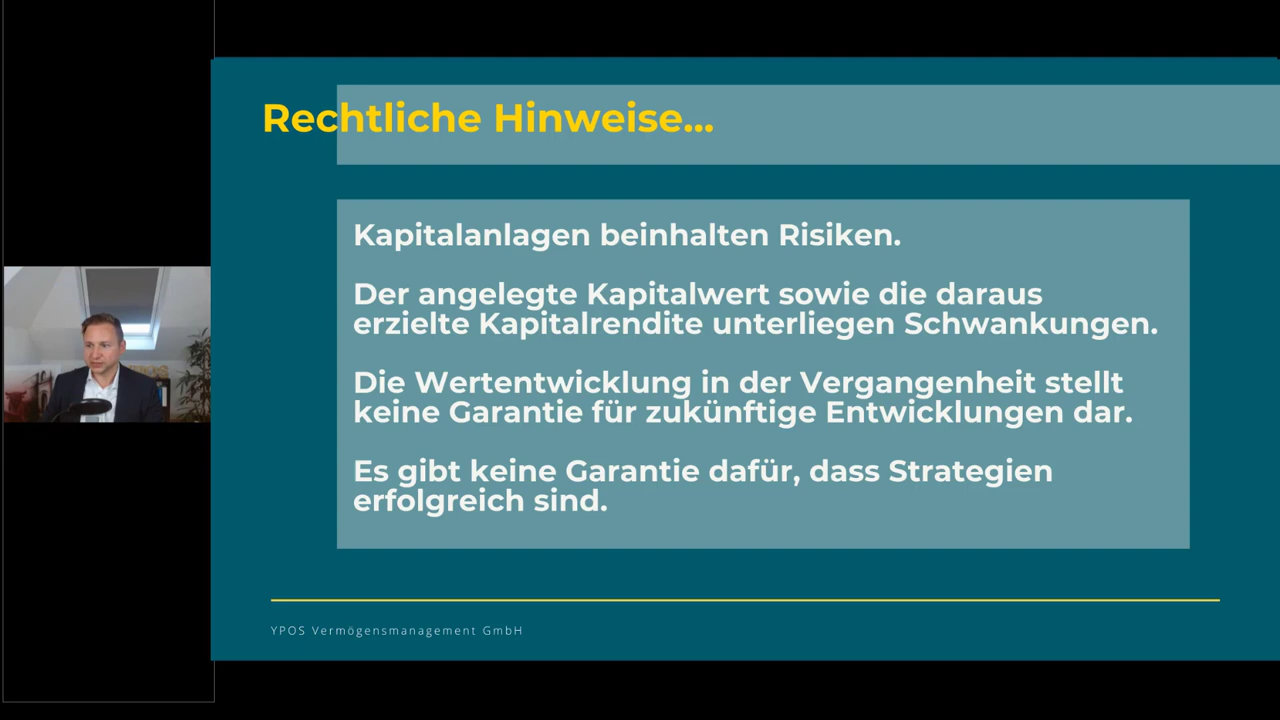 Rechtliche Hinweise...
Kapitalanlagen beinhalten Risiken.
Der angelegte Kapitalwert sowie die daraus
erzielte Kapitalrendite unterliegen Schwankungen.
Die Wertentwicklung in der Vergangenheit stellt
keine Garantie für zukünftige Entwicklungen dar.
Es gibt keine Garantie dafür, dass Strategien
erfolgreich sind.
YPOS Vermögensmanagement GmbH